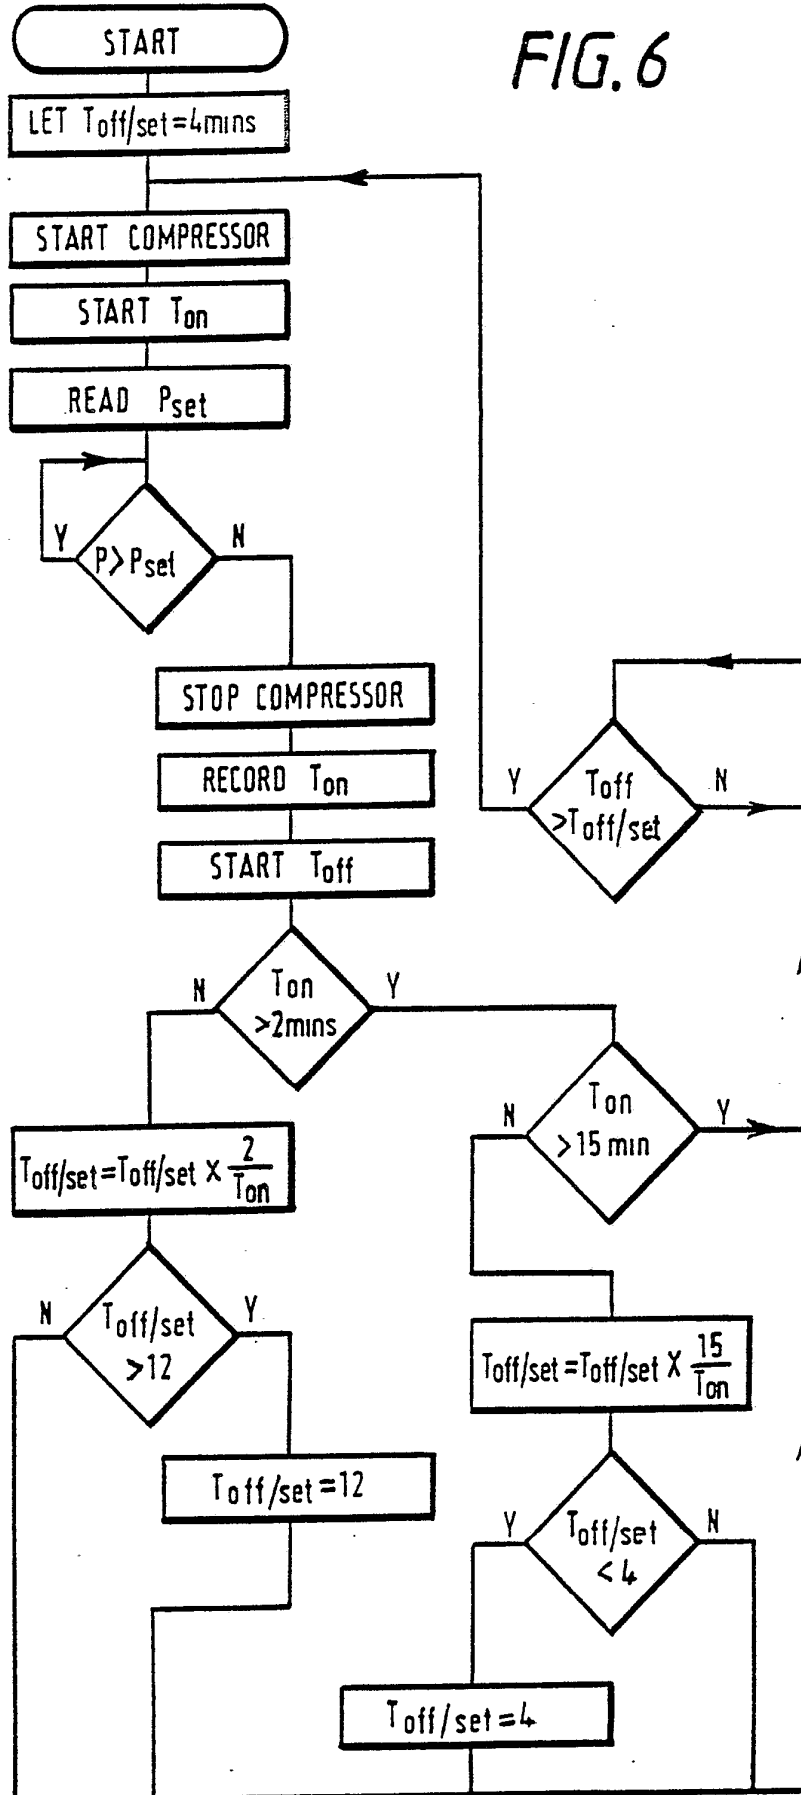 START
FIG. 6
LET Toff/set=4mins
START COMPRESSOR
START Ton
READ Pset
Y
P>Pset
N
STOP COMPRESSOR
RECORD Ton
START Toff
Y
Toff
>Toff/set
N
N
Ton
>2mins
Y
N
Ton
>15 min
Y
Toff/set=Toff/set X 2/Ton
N
Toff/set
>12
Y
Toff/set=Toff/set X 15/Ton
Toff/set=12
Y
Toff/set
<4
N
Toff/set=4